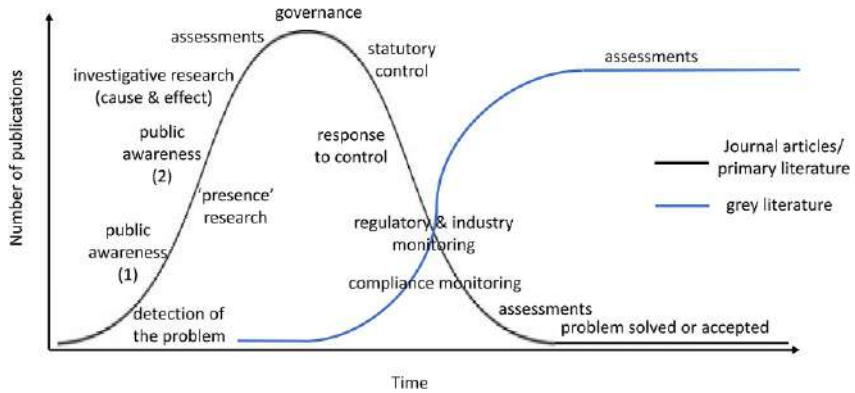 governance
assessments
statutory
control
assessments
investigative research
(cause & effect)
public
awareness
(2)
response
to control
Journal articles/
primary literature
'presence'
research
grey literature
Number of publications
public
awareness
(1)
regulatory & industry
monitoring
compliance monitoring
detection of
the problem
assessments
problem solved or accepted
Time